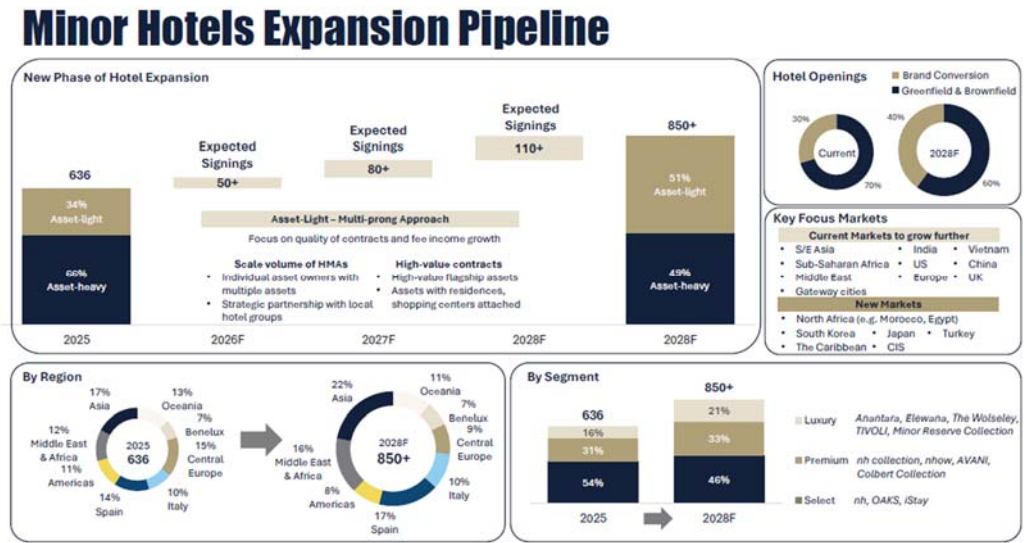 Minor Hotels Expansion Pipeline
New Phase of Hotel Expansion
636
34%
Asset-light
66%
Asset-heavy
2025
Expected
Signings
50+
2026F
Expected
Signings
80+
2027F
Expected
Signings
110+
2028F
850+
51%
Asset-light
49%
Asset-heavy
2028F
Asset-Light – Multi-prong Approach
Focus on quality of contracts and fee income growth
Scale volume of HMAs
• Individual asset owners with
multiple assets
• Strategic partnership with local
hotel groups
High-value contracts
• High-value flagship assets
• Assets with residences,
shopping centers attached
Hotel Openings
Brand Conversion
Greenfield & Brownfield
30%
Current
70%
40%
2028F
60%
Key Focus Markets
Current Markets to grow further
• S/E Asia • India • Vietnam
• Sub-Saharan Africa • US • China
• Middle East • Europe • UK
• Gateway cities
New Markets
• North Africa (e.g. Morocco, Egypt)
• South Korea • Japan • Turkey
• The Caribbean • CIS
By Region
17%
Asia
13%
Oceania
7%
Benelux
15%
Central
Europe
10%
Italy
14%
Spain
11%
Americas
12%
Middle East
& Africa
2025
636
22%
Asia
11%
Oceania
7%
Benelux
9%
Central
Europe
10%
Italy
17%
Spain
8%
Americas
16%
Middle East
& Africa
2028F
850+
By Segment
636
16%
31%
54%
2025
850+
21%
33%
46%
2028F
Luxury
Anantara, Elewana, The Wolseley,
TIVOLI, Minor Reserve Collection
Premium
nh collection, nhow, AVANI,
Colbert Collection
Select
nh, OAKS, iStay